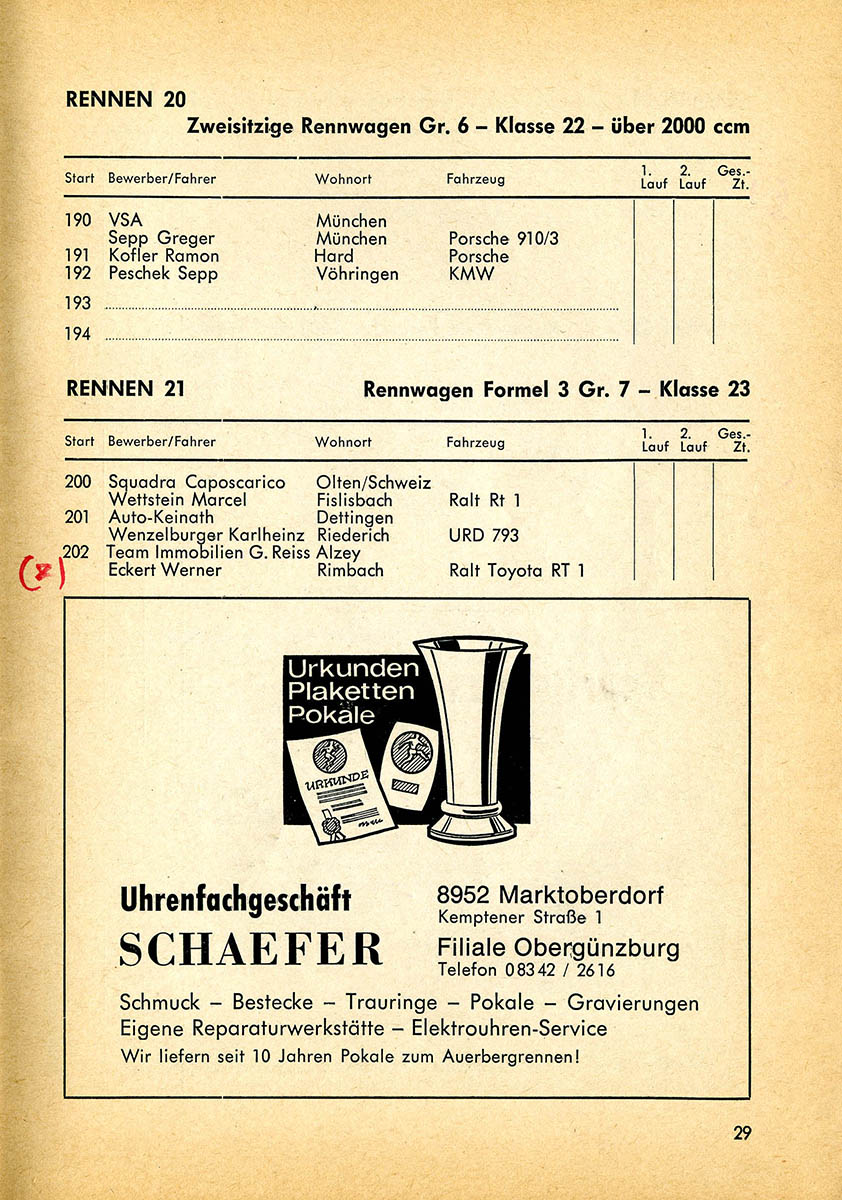 RENNEN 20
Zweisitzige Rennwagen Gr. 6 – Klasse 22 – über 2000 ccm
Start Bewerber/Fahrer Wohnort Fahrzeug 1. Lauf 2. Lauf Ges.-Zt.
190 VSA München
Sepp Greger München Porsche 910/3
191 Kofler Ramon Hard Porsche
192 Peschek Sepp Vöhringen KMW
193
194
RENNEN 21 Rennwagen Formel 3 Gr. 7 – Klasse 23
Start Bewerber/Fahrer Wohnort Fahrzeug 1. Lauf 2. Lauf Ges.-Zt.
200 Squadra Caposcarico Olten/Schweiz
Wettstein Marcel Fislisbach Ralt Rt 1
201 Auto-Keinath Dettingen
Wenzelburger Karlheinz Riederich URD 793
202 Team Immobilien G. Reiss Alzey
Eckert Werner Rimbach Ralt Toyota RT 1
Urkunden
Plaketten
Pokale
URKUNDE
Uhrenfachgeschäft
SCHAEFER
8952 Marktoberdorf
Kemptener Straße 1
Filiale Obergünzburg
Telefon 08342 / 2616
Schmuck – Bestecke – Trauringe – Pokale – Gravierungen
Eigene Reparaturwerkstätte – Elektrouhren-Service
Wir liefern seit 10 Jahren Pokale zum Auerbergrennen!
29